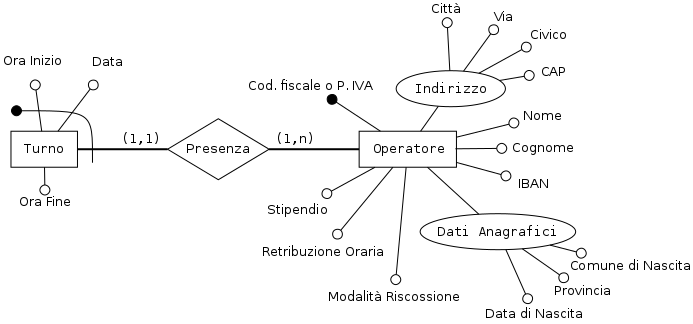 Città
Via
Civico
CAP
Ora Inizio
Data
Cod. fiscale o P. IVA
Indirizzo
Nome
Turno
(1,1)
Presenza
(1,n)
Operatore
Cognome
IBAN
Ora Fine
Stipendio
Dati Anagrafici
Retribuzione Oraria
Comune di Nascita
Provincia
Modalità Riscossione
Data di Nascita